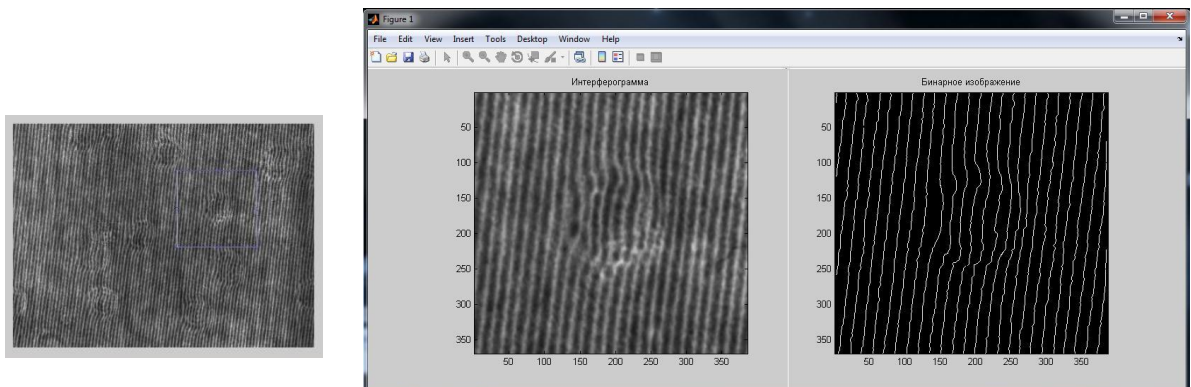 Figure 1
File Edit View Insert Tools Desktop Window Help
Интерферограмма
50
100
150
200
250
300
350
50 100 150 200 250 300 350
Бинарное изображение
50
100
150
200
250
300
350
50 100 150 200 250 300 350